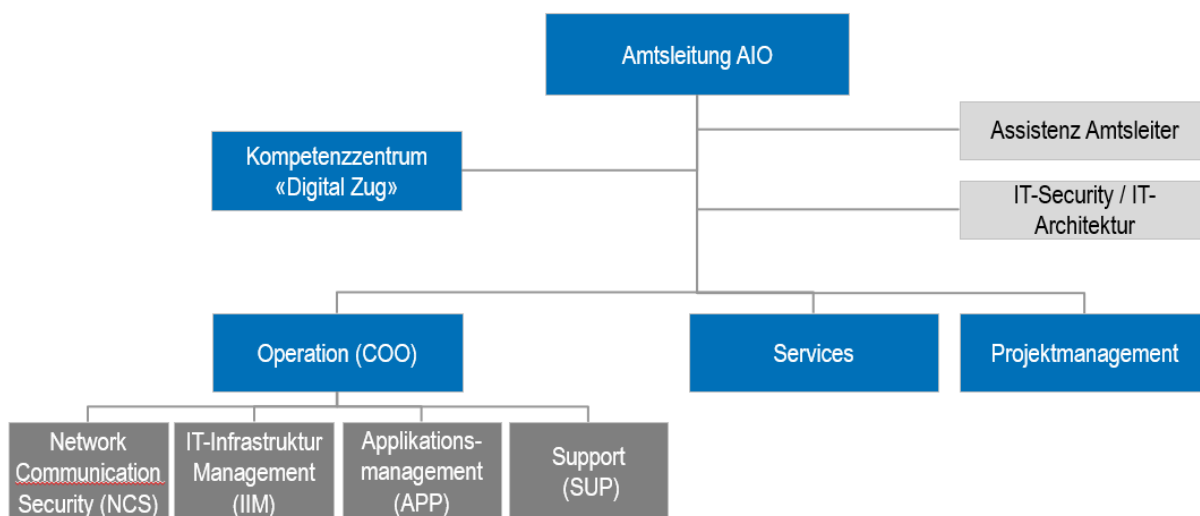 Amtsleitung AIO
Assistenz Amtsleiter
Kompetenzzentrum
«Digital Zug»
IT-Security / IT-
Architektur
Operation (COO)
Services
Projektmanagement
Network
Communication
Security (NCS)
IT-Infrastruktur
Management
(IIM)
Applikations-
management
(APP)
Support
(SUP)